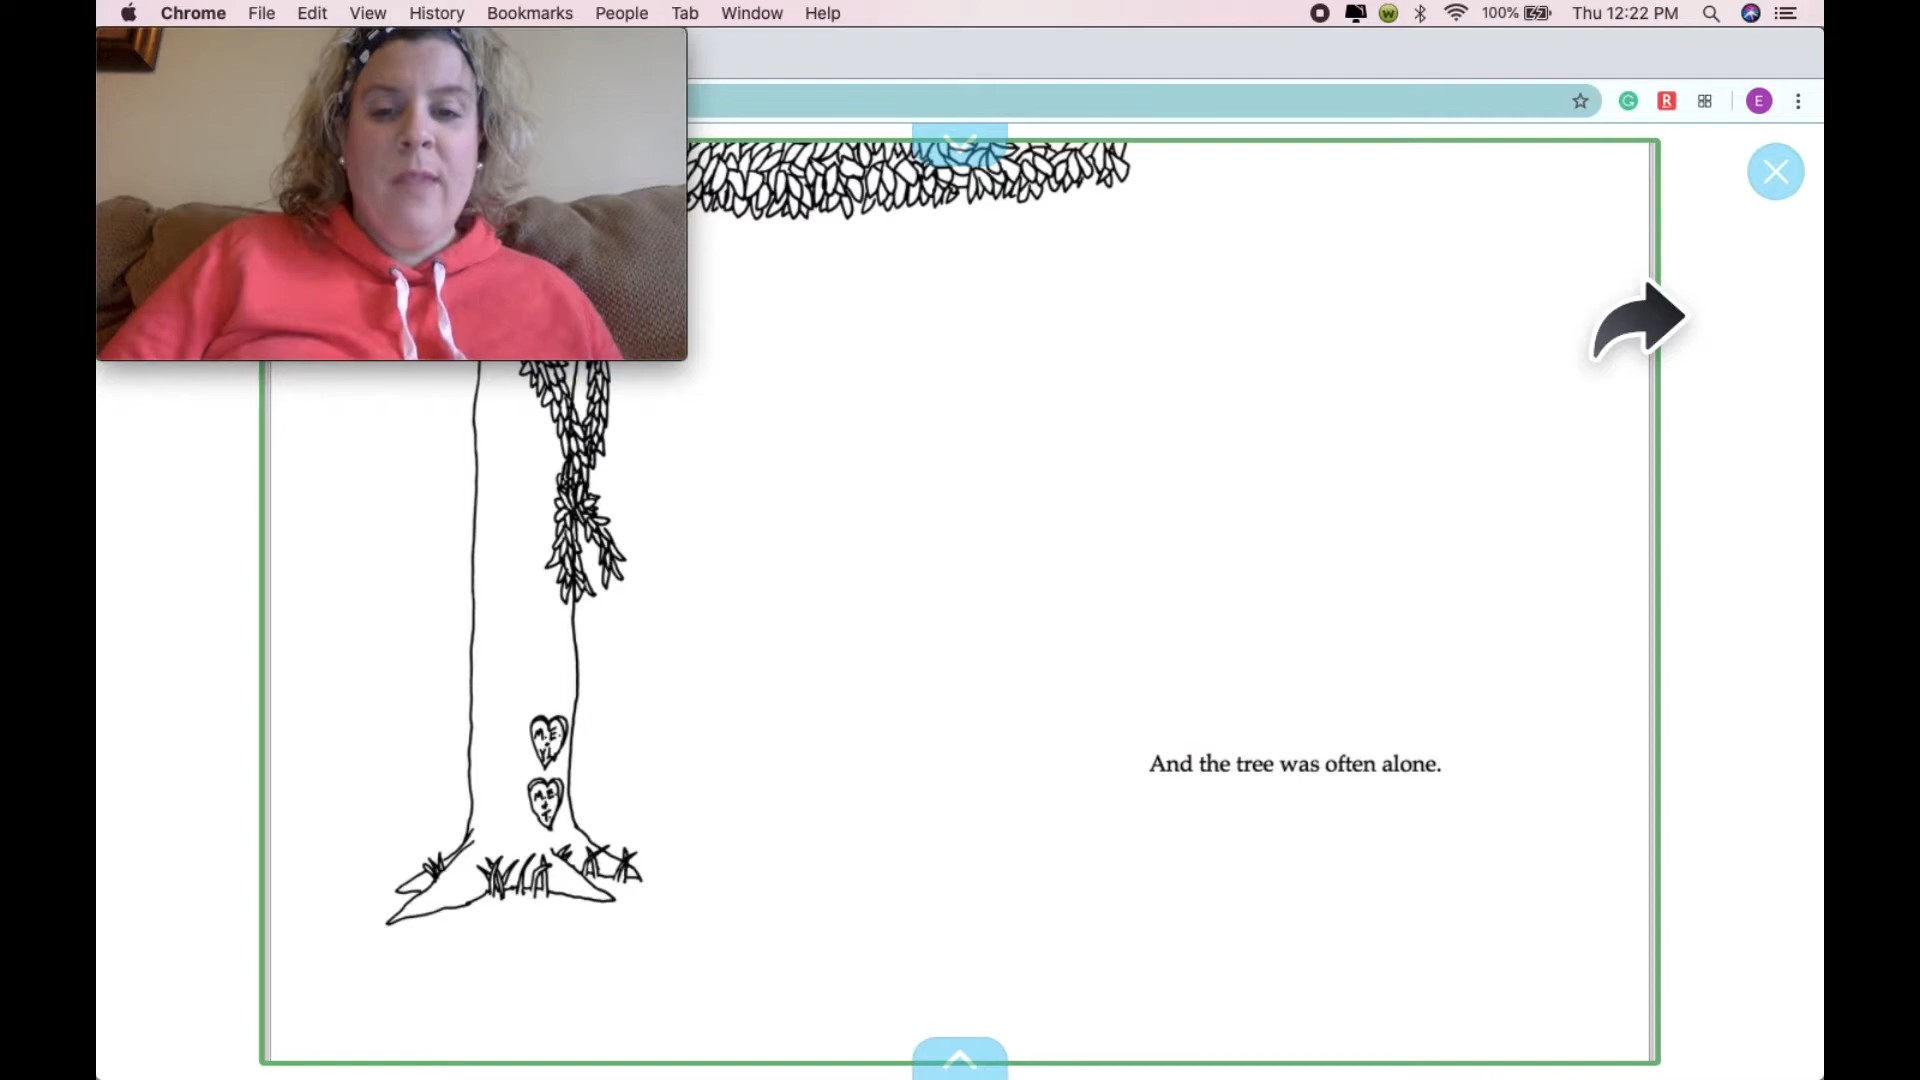 Chrome File Edit View History Bookmarks People Tab Window Help
W 100% Thu 12:22 PM
G R E
M.E.
Y.L.
M.E.
T.
And the tree was often alone.